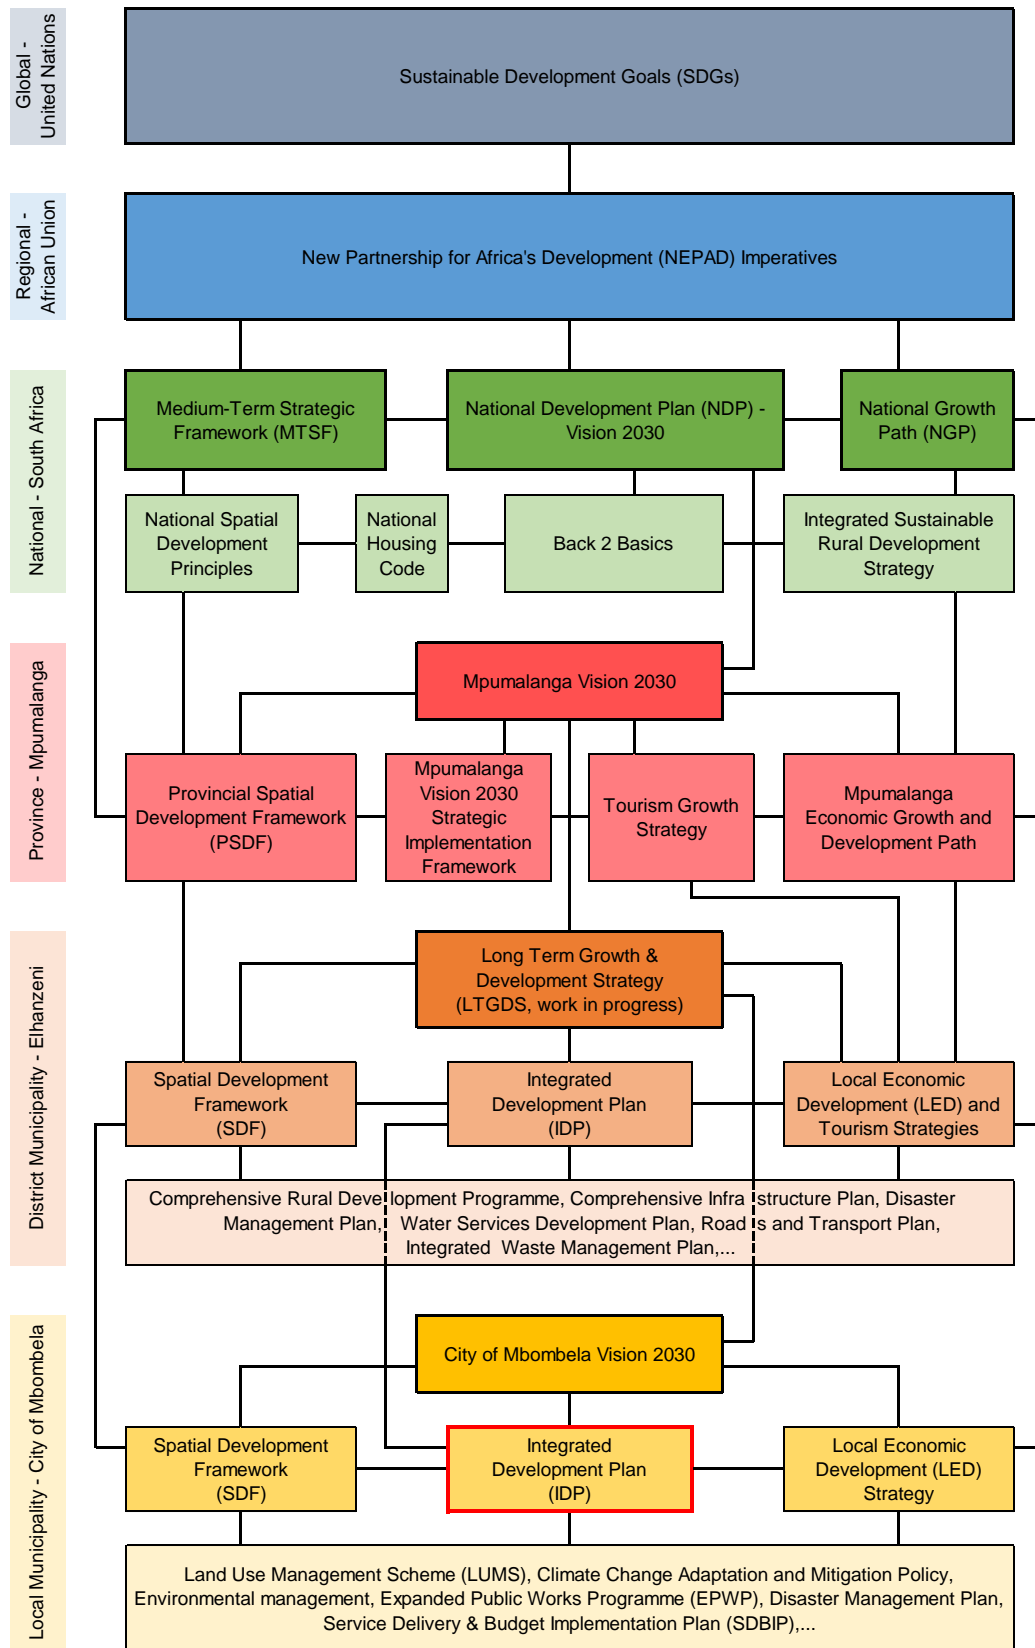 Global -
United Nations
Sustainable Development Goals (SDGs)
Regional -
African Union
New Partnership for Africa's Development (NEPAD) Imperatives
National - South Africa
Medium-Term Strategic
Framework (MTSF)
National Development Plan (NDP) -
Vision 2030
National Growth
Path (NGP)
National Spatial
Development
Principles
National
Housing
Code
Back 2 Basics
Integrated Sustainable
Rural Development
Strategy
Province - Mpumalanga
Mpumalanga Vision 2030
Provincial Spatial
Development Framework
(PSDF)
Mpumalanga
Vision 2030
Strategic
Implementation
Framework
Tourism Growth
Strategy
Mpumalanga
Economic Growth and
Development Path
District Municipality - Elhanzeni
Long Term Growth &
Development Strategy
(LTGDS, work in progress)
Spatial Development
Framework
(SDF)
Integrated
Development Plan
(IDP)
Local Economic
Development (LED) and
Tourism Strategies
Comprehensive Rural Development Programme, Comprehensive Infrastructure Plan, Disaster
Management Plan, Water Services Development Plan, Roads and Transport Plan,
Integrated Waste Management Plan,...
Local Municipality - City of Mbombela
City of Mbombela Vision 2030
Spatial Development
Framework
(SDF)
Integrated
Development Plan
(IDP)
Local Economic
Development (LED)
Strategy
Land Use Management Scheme (LUMS), Climate Change Adaptation and Mitigation Policy,
Environmental management, Expanded Public Works Programme (EPWP), Disaster Management Plan,
Service Delivery & Budget Implementation Plan (SDBIP),...